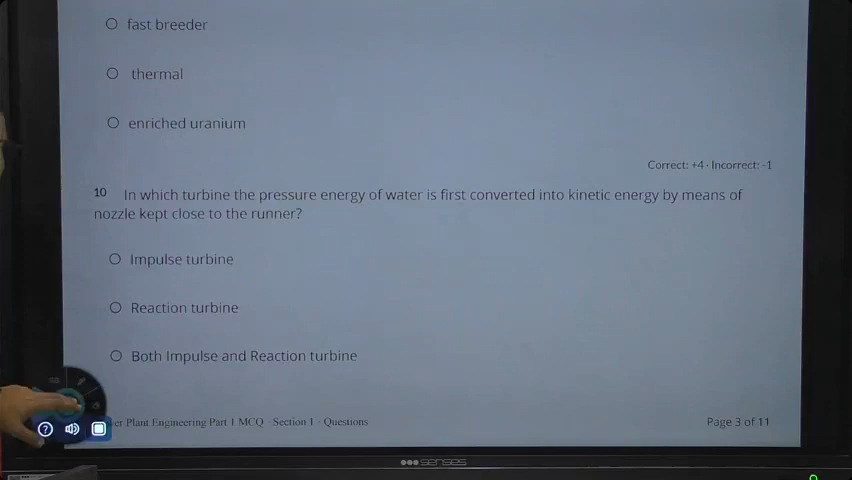 fast breeder
thermal
enriched uranium
Correct: +4 · Incorrect: -1
10 In which turbine the pressure energy of water is first converted into kinetic energy by means of
nozzle kept close to the runner?
Impulse turbine
Reaction turbine
Both Impulse and Reaction turbine
Plant Engineering Part 1 MCQ · Section 1 · Questions
Page 3 of 11
senses